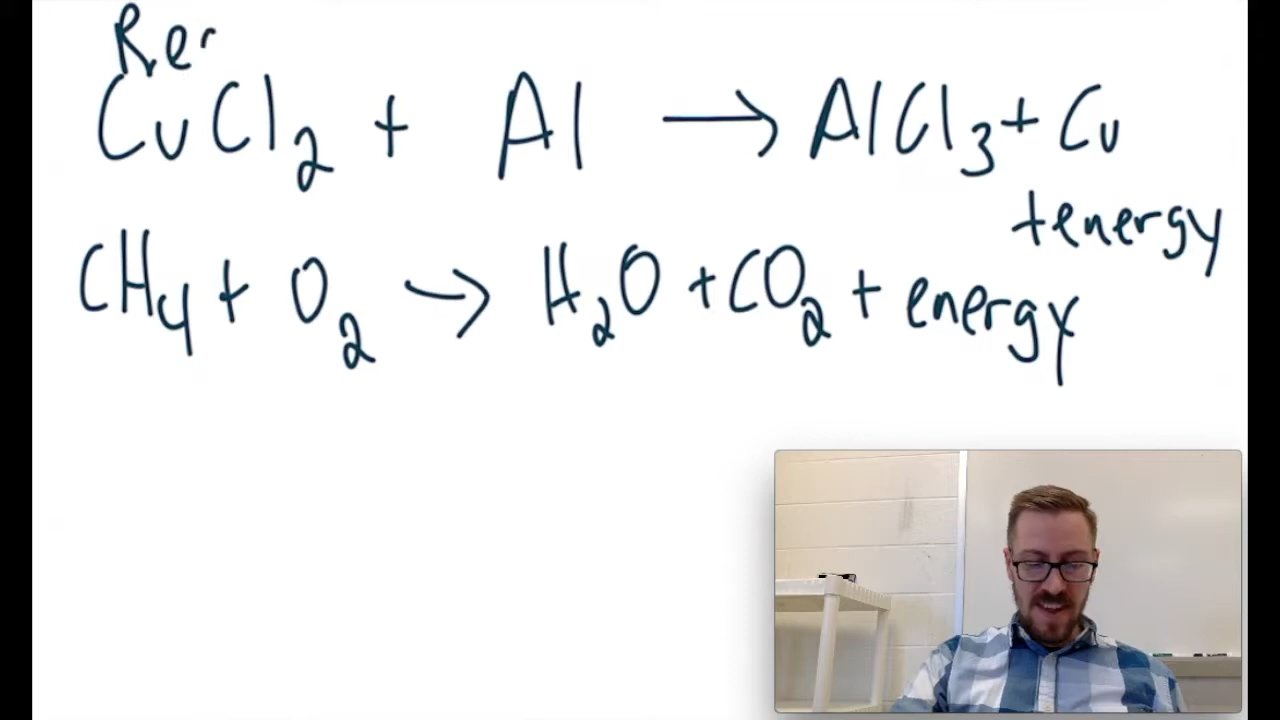 Rer
CuCl₂ + Al → AlCl₃ + Cu
+ energy
CH₄ + O₂ → H₂O + CO₂ + energy